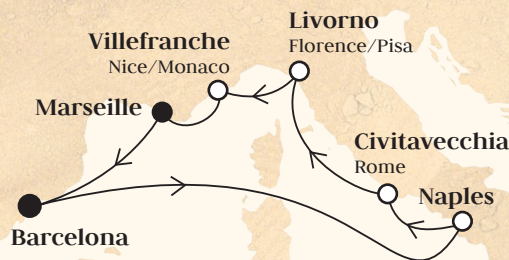 Livorno
Florence/Pisa
Villefranche
Nice/Monaco
Marseille
Civitavecchia
Rome
Naples
Barcelona